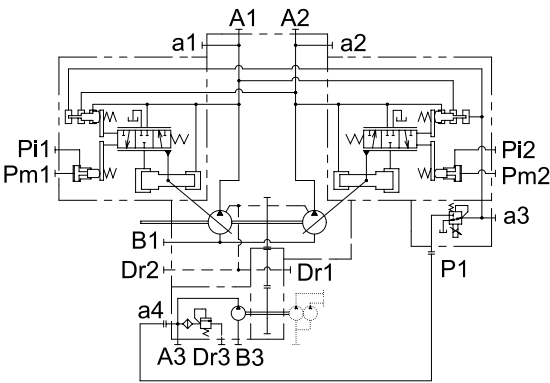 A1 A2
a1 a2
Pi1 Pi2
Pm1 Pm2
a3
B1
P1
Dr2 Dr1
a4
A3 Dr3 B3